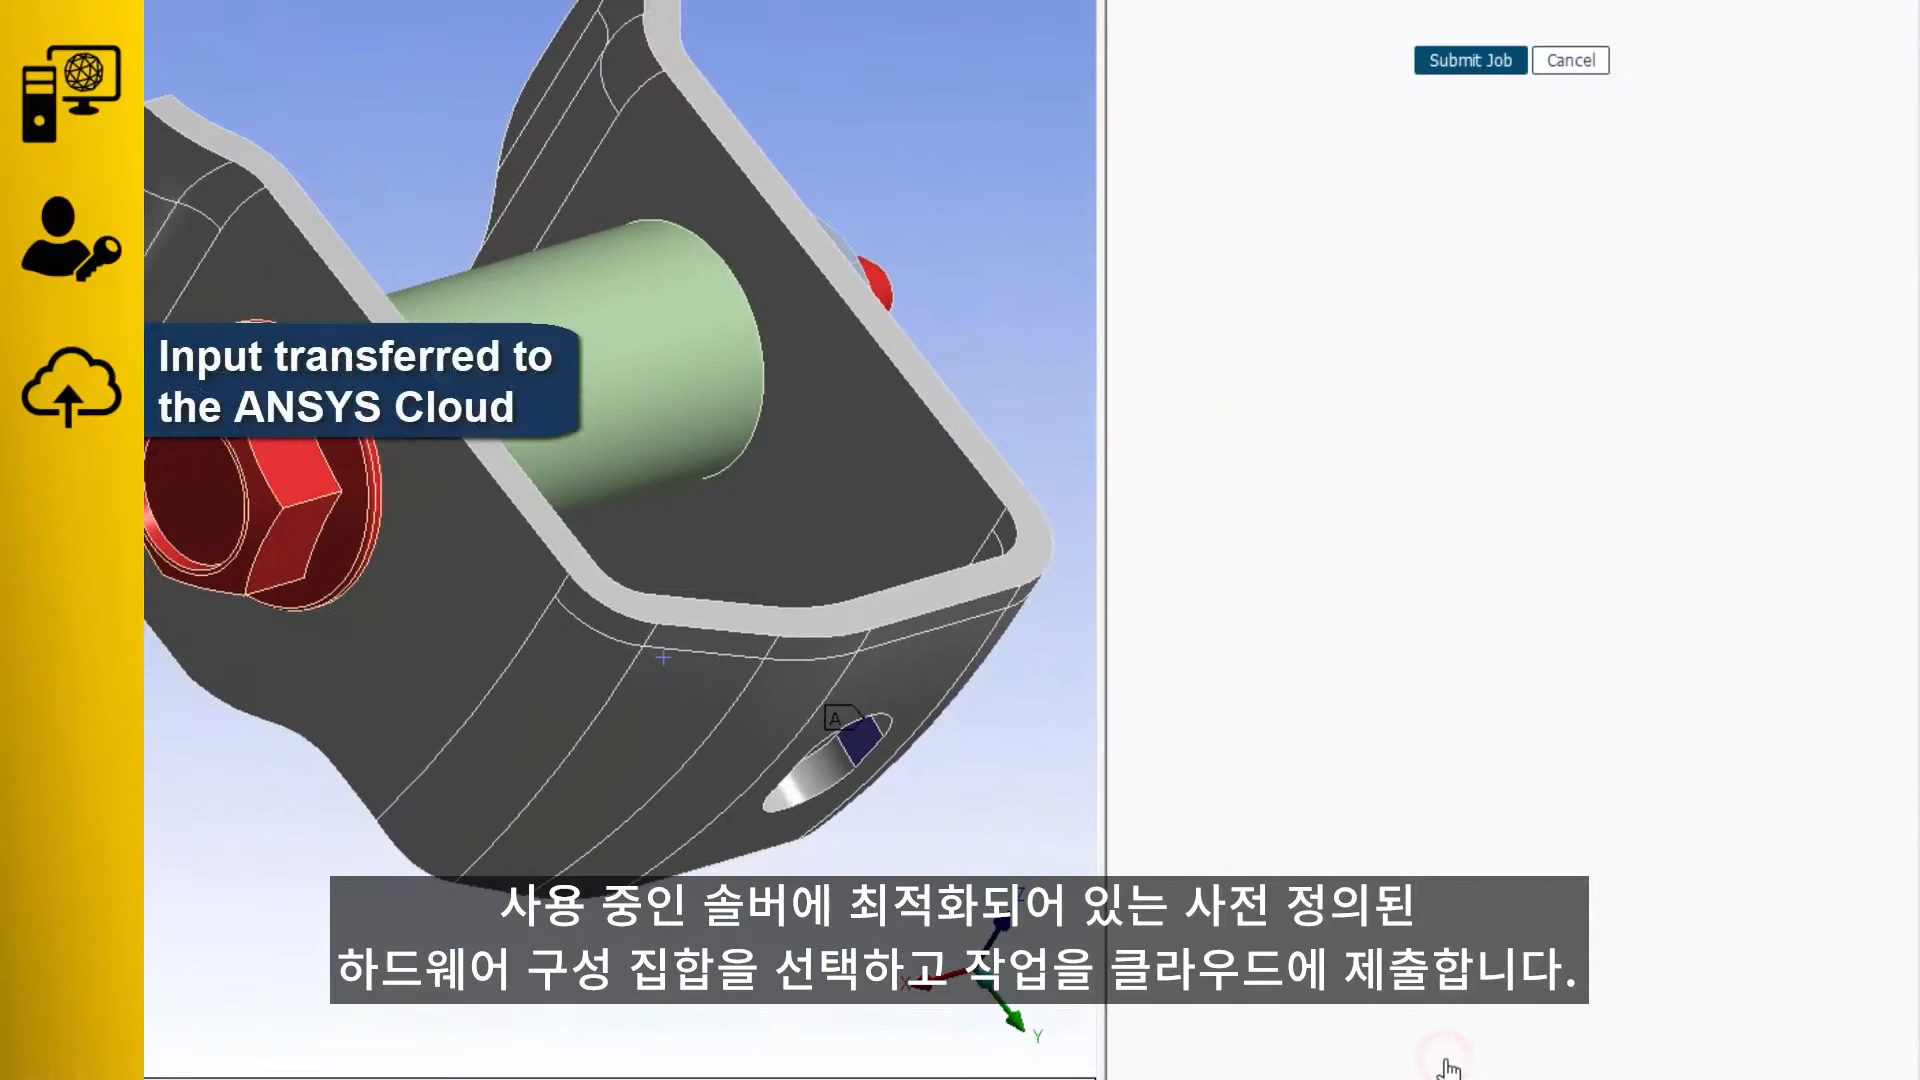 Submit Job
Cancel
Input transferred to
the ANSYS Cloud
A
사용 중인 솔버에 최적화되어 있는 사전 정의된
하드웨어 구성 집합을 선택하고 작업을 클라우드에 제출합니다.
Z
X
Y